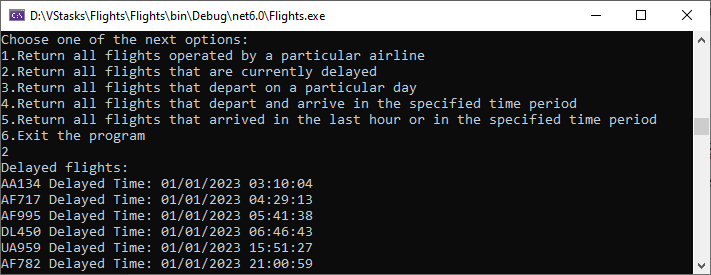 D:\VStasks\Flights\Flights\bin\Debug\net6.0\Flights.exe
Choose one of the next options:
1.Return all flights operated by a particular airline
2.Return all flights that are currently delayed
3.Return all flights that depart on a particular day
4.Return all flights that depart and arrive in the specified time period
5.Return all flights that arrived in the last hour or in the specified time period
6.Exit the program
2
Delayed flights:
AA134 Delayed Time: 01/01/2023 03:10:04
AF717 Delayed Time: 01/01/2023 04:29:13
AF995 Delayed Time: 01/01/2023 05:41:38
DL450 Delayed Time: 01/01/2023 06:46:43
UA959 Delayed Time: 01/01/2023 15:51:27
AF782 Delayed Time: 01/01/2023 21:00:59